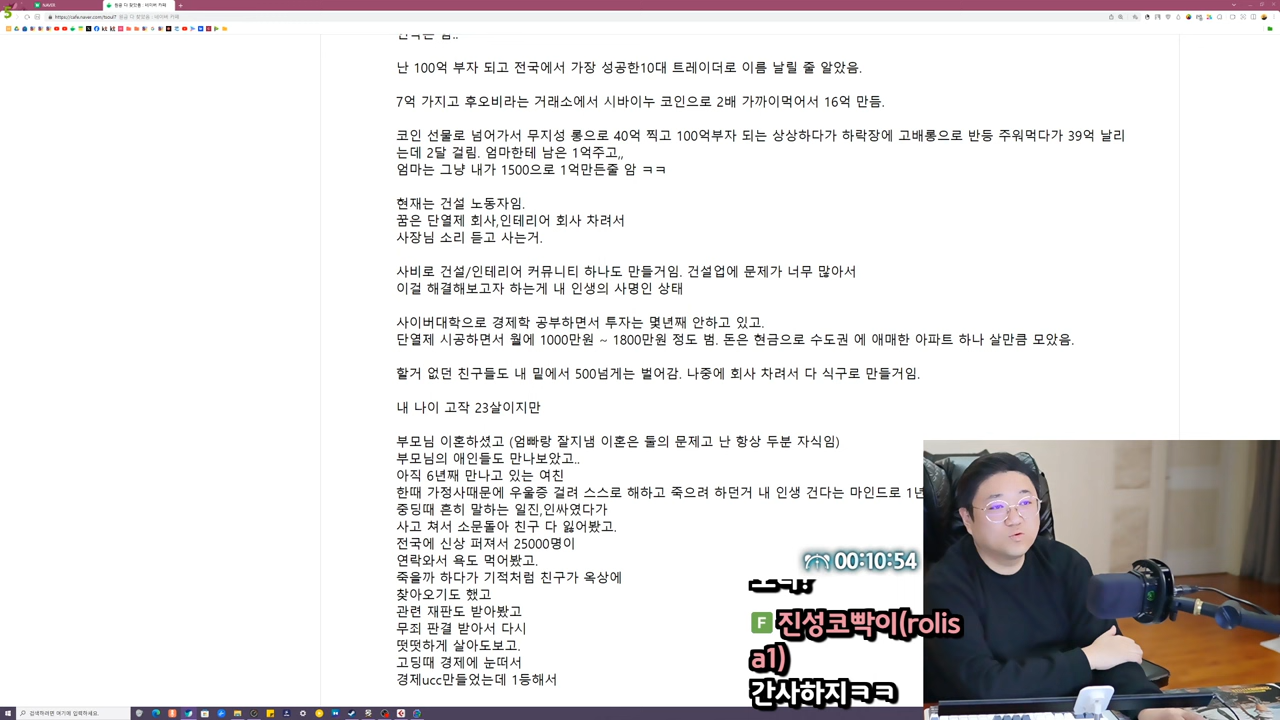 NAVER
https://cafe.naver.com/
난 100억 부자 되고 전국에서 가장 성공한10대 트레이더로 이름 날릴 줄 알았음.
7억 가지고 후오비라는 거래소에서 시바이누 코인으로 2배 가까이먹어서 16억 만듬.
코인 선물로 넘어가서 무지성 롱으로 40억 찍고 100억부자 되는 상상하다가 하락장에 고배롱으로 반등 주워먹다가 39억 날리
는데 2달 걸림. 엄마한테 남은 1억주고,,
엄마는 그냥 내가 1500으로 1억만든줄 암 ㅋㅋ
현재는 건설 노동자임.
꿈은 단열제 회사,인테리어 회사 차려서
사장님 소리 듣고 사는거.
사비로 건설/인테리어 커뮤니티 하나도 만들거임. 건설업에 문제가 너무 많아서
이걸 해결해보고자 하는게 내 인생의 사명인 상태
사이버대학으로 경제학 공부하면서 투자는 몇년째 안하고 있고.
단열제 시공하면서 월에 1000만원 ~ 1800만원 정도 범. 돈은 현금으로 수도권 에 애매한 아파트 하나 살만큼 모았음.
할거 없던 친구들도 내 밑에서 500넘게는 벌어감. 나중에 회사 차려서 다 식구로 만들거임.
내 나이 고작 23살이지만
부모님 이혼하셨고 (엄빠랑 잘지냄 이혼은 둘의 문제고 난 항상 두분 자식임)
부모님의 애인들도 만나보았고..
아직 6년째 만나고 있는 여친
한때 가정사때문에 우울증 걸려 스스로 해하고 죽으려 하던거 내 인생 건다는 마인드로 1년
중딩때 흔히 말하는 일진,인싸였다가
사고 쳐서 소문돌아 친구 다 잃어봤고.
전국에 신상 퍼져서 25000명이
연락와서 욕도 먹어봤고.
죽을까 하다가 기적처럼 친구가 옥상에
찾아오기도 했고
관련 재판도 받아봤고
무죄 판결 받아서 다시
떳떳하게 살아도보고.
고딩때 경제에 눈떠서
경제ucc만들었는데 1등해서
00:10:54
F 진성코빡이(rolis
a1)
간사하지ㅋㅋ
검색하려면 여기에 입력하세요.